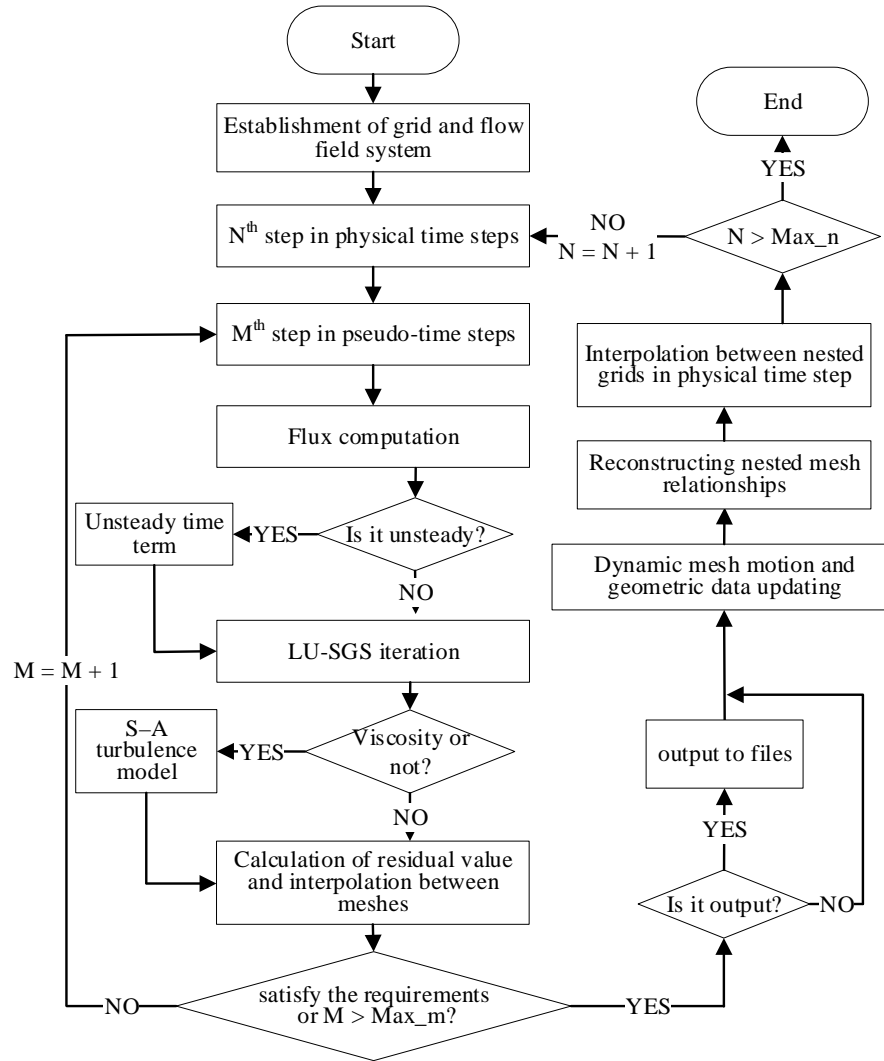 Start
Establishment of grid and flow
field system
Nth step in physical time steps
Mth step in pseudo-time steps
Flux computation
Is it unsteady?
YES
Unsteady time
term
NO
LU-SGS iteration
M = M + 1
Viscosity or
not?
YES
S–A
turbulence
model
NO
Calculation of residual value
and interpolation between
meshes
satisfy the requirements
or M > Max_m?
NO
YES
Is it output?
NO
YES
output to files
Dynamic mesh motion and
geometric data updating
Reconstructing nested mesh
relationships
Interpolation between nested
grids in physical time step
N > Max_n
NO
N = N + 1
YES
End